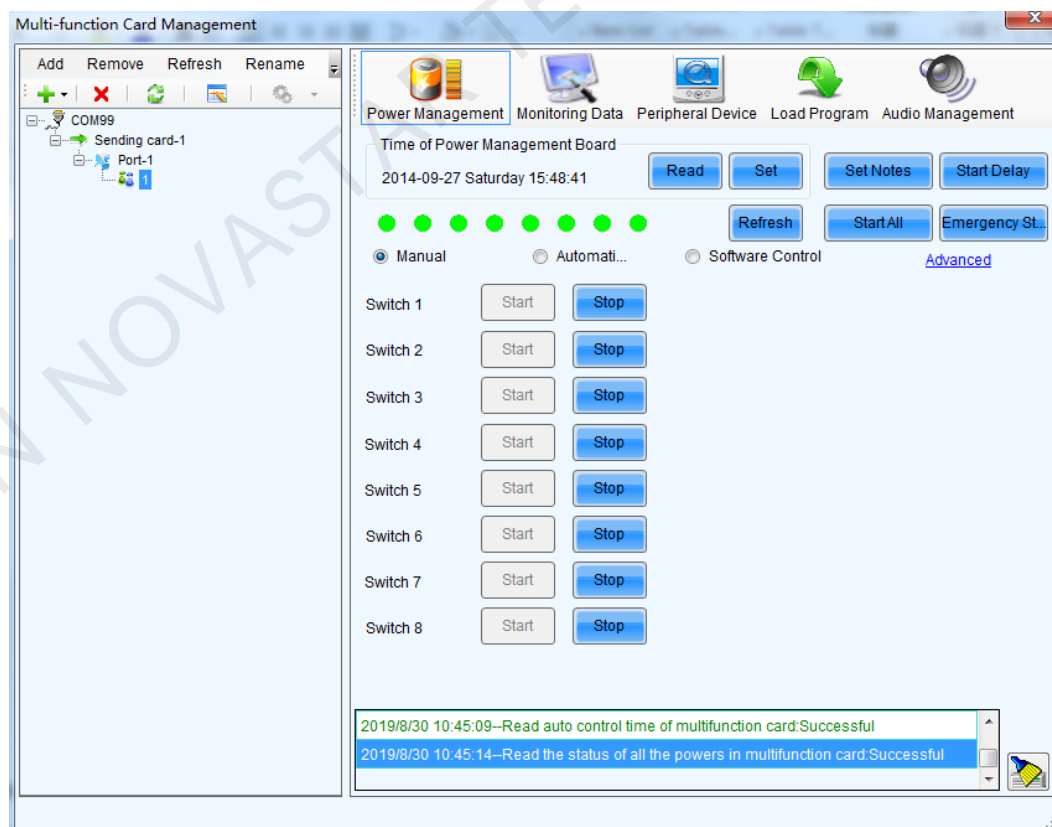 Multi-function Card Management
Add Remove Refresh Rename
COM99
Sending card-1
Port-1
1
Power Management Monitoring Data Peripheral Device Load Program Audio Management
Time of Power Management Board
2014-09-27 Saturday 15:48:41 Read Set Set Notes Start Delay
Refresh Start All Emergency St...
Manual Automati... Software Control Advanced
Switch 1 Start Stop
Switch 2 Start Stop
Switch 3 Start Stop
Switch 4 Start Stop
Switch 5 Start Stop
Switch 6 Start Stop
Switch 7 Start Stop
Switch 8 Start Stop
2019/8/30 10:45:09--Read auto control time of multifunction card:Successful
2019/8/30 10:45:14--Read the status of all the powers in multifunction card:Successful